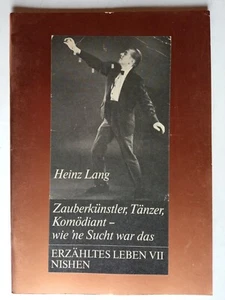 Heinz Lang
Zauberkünstler, Tänzer,
Komödiant –
wie 'ne Sucht war das
ERZÄHLTES LEBEN VII
NISHEN